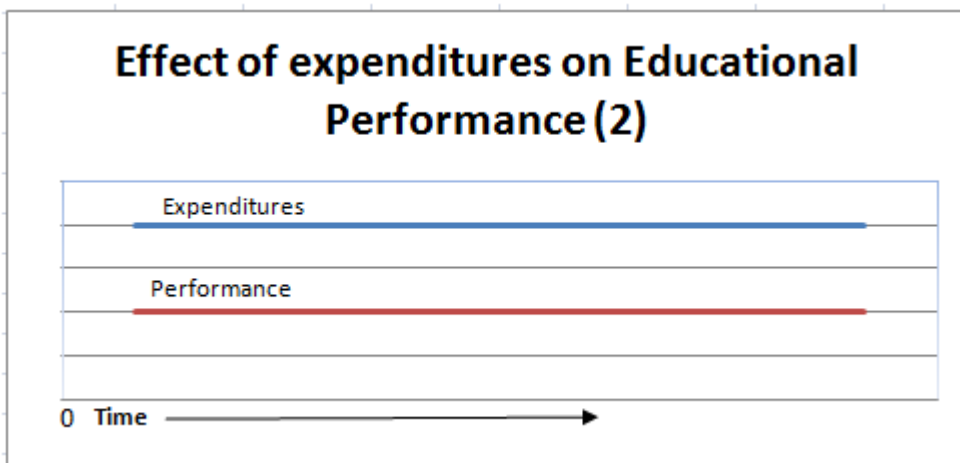 Effect of expenditures on Educational
Performance (2)
Expenditures
Performance
0 Time